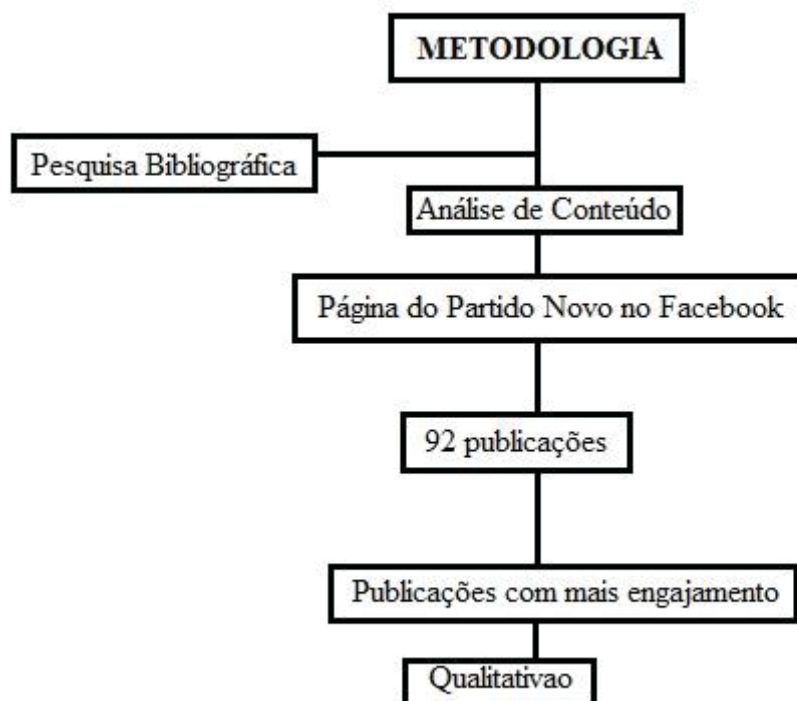 METODOLOGIA
Pesquisa Bibliográfica
Análise de Conteúdo
Página do Partido Novo no Facebook
92 publicações
Publicações com mais engajamento
Qualitativao